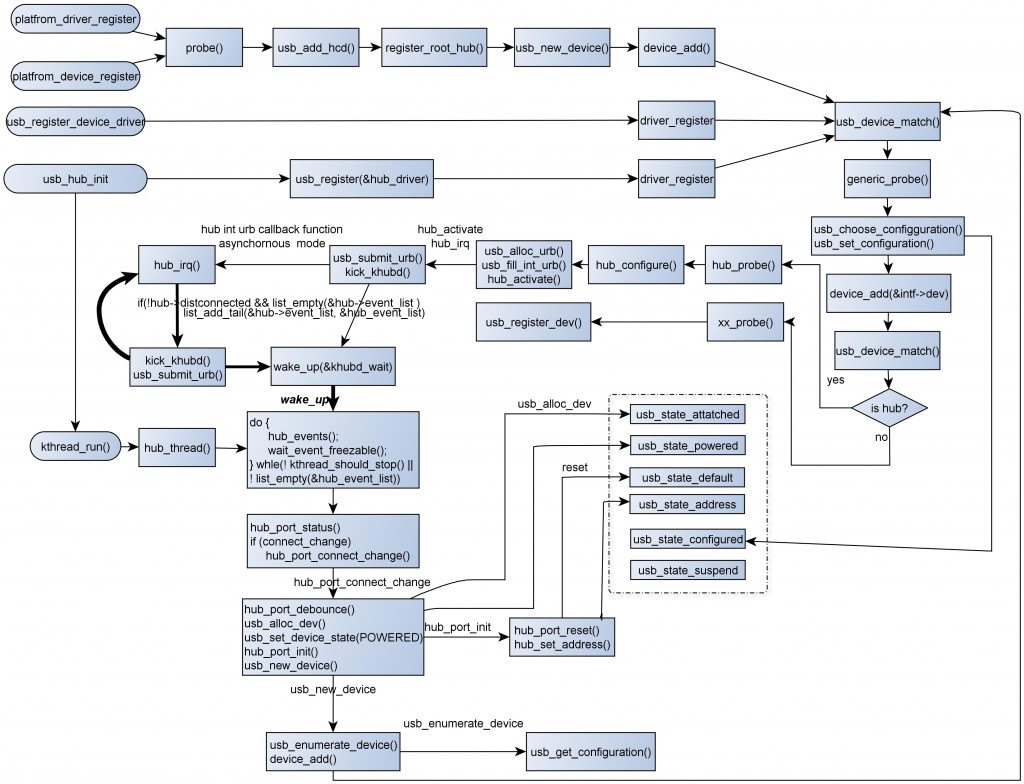 platfrom_driver_register
probe()
usb_add_hcd()
register_root_hub()
usb_new_device()
device_add()
platfrom_device_register
usb_register_device_driver
driver_register
usb_device_match()
usb_hub_init
usb_register(&hub_driver)
driver_register
generic_probe()
usb_choose_configguration()
usb_set_configuration()
hub int urb callback function
asynchornous mode
hub_activate
hub_irq
hub_irq()
usb_submit_urb()
kick_khubd()
usb_alloc_urb()
usb_fill_int_urb()
hub_activate()
hub_configure()
hub_probe()
device_add(&intf->dev)
if(!hub->distconnected && list_empty(&hub->event_list )
list_add_tail(&hub->event_list, &hub_event_list)
usb_register_dev()
xx_probe()
usb_device_match()
kick_khubd()
usb_submit_urb()
wake_up(&khubd_wait)
yes
is hub?
no
wake_up
usb_alloc_dev
usb_state_attatched
usb_state_powered
reset
usb_state_default
usb_state_address
usb_state_configured
usb_state_suspend
kthread_run()
hub_thread()
do {
hub_events();
wait_event_freezable();
} whle(! kthread_should_stop() ||
! list_empty(&hub_event_list))
hub_port_status()
if (connect_change)
hub_port_connect_change()
hub_port_connect_change
hub_port_debounce()
usb_alloc_dev()
usb_set_device_state(POWERED)
hub_port_init()
usb_new_device()
hub_port_init
hub_port_reset()
hub_set_address()
usb_new_device
usb_enumerate_device
usb_enumerate_device()
device_add()
usb_get_configuration()